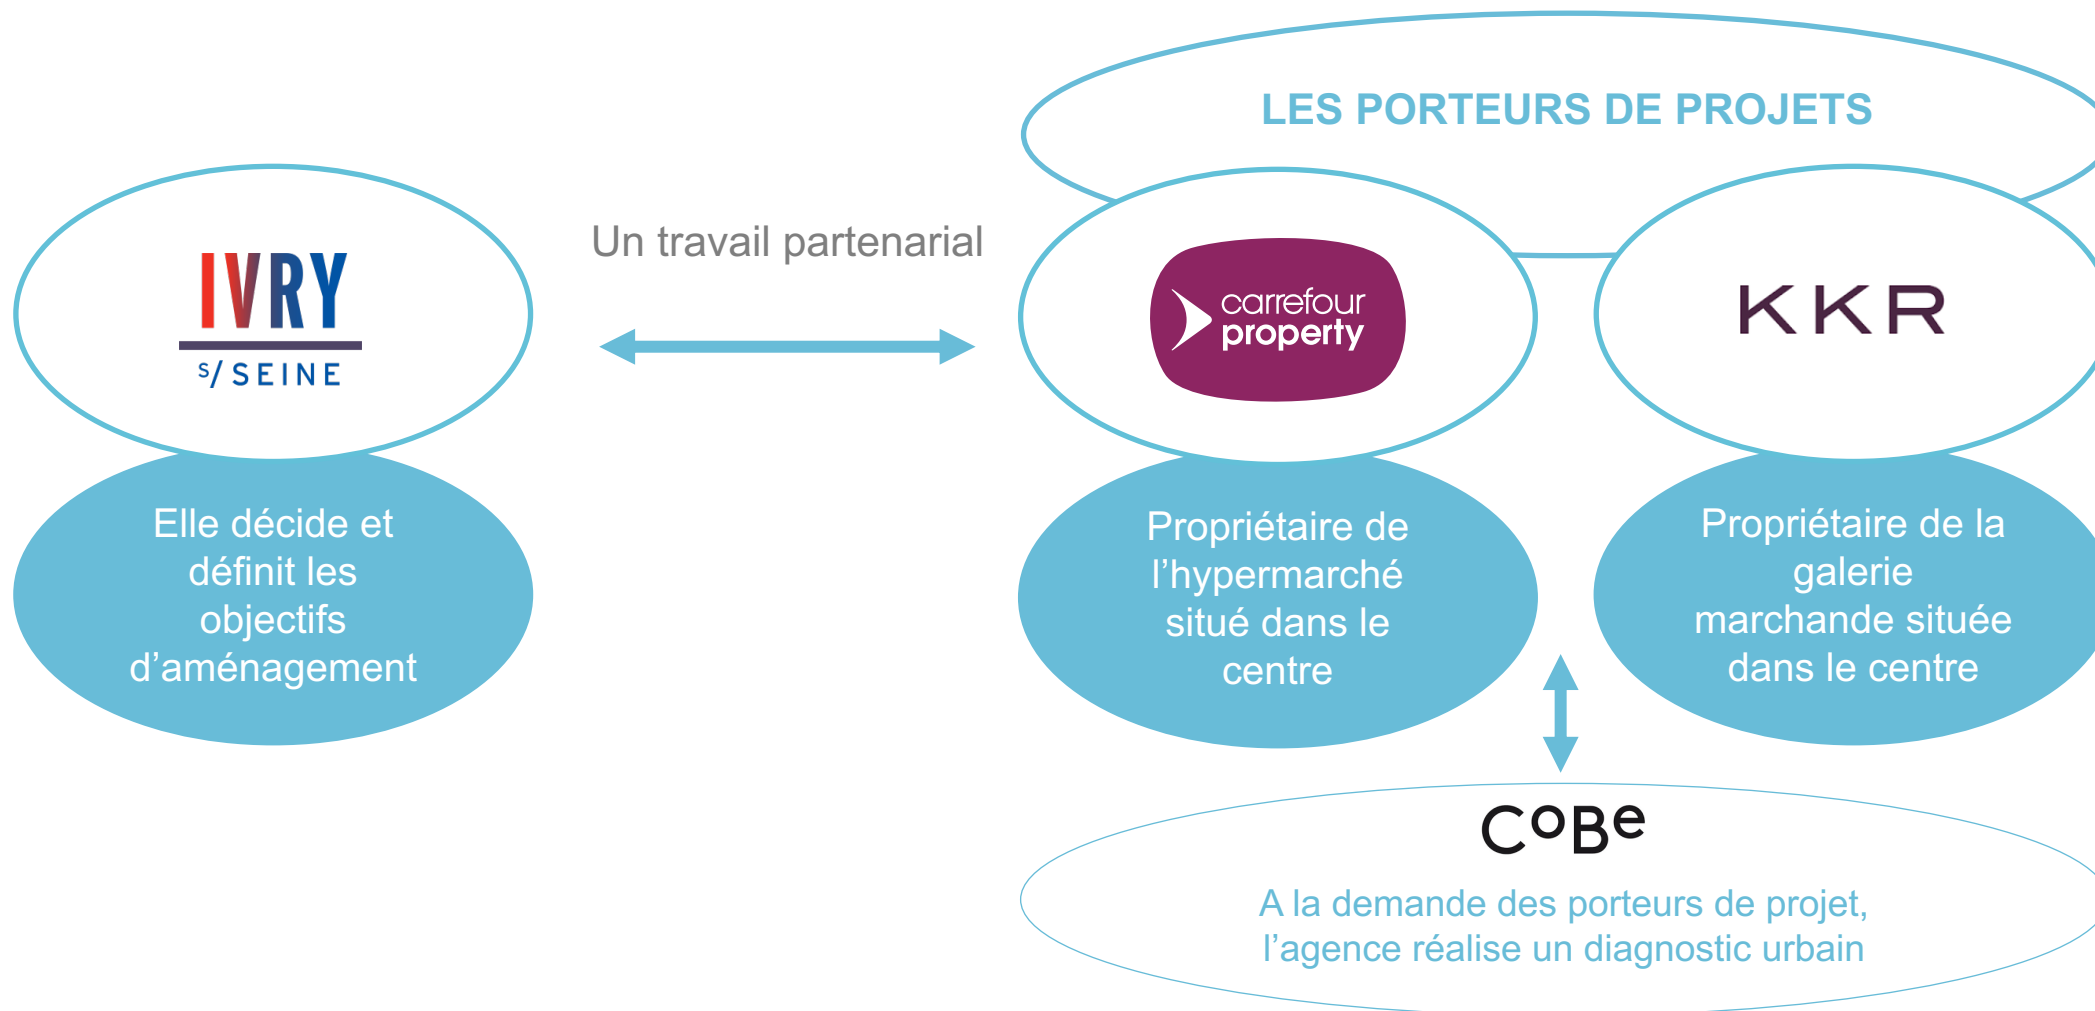 LES PORTEURS DE PROJETS
IVRY
S/ SEINE
Un travail partenarial
carrefour
property
KKR
Elle décide et
définit les
objectifs
d’aménagement
Propriétaire de
l’hypermarché
situé dans le
centre
Propriétaire de la
galerie
marchande située
dans le centre
CoBe
A la demande des porteurs de projet,
l’agence réalise un diagnostic urbain